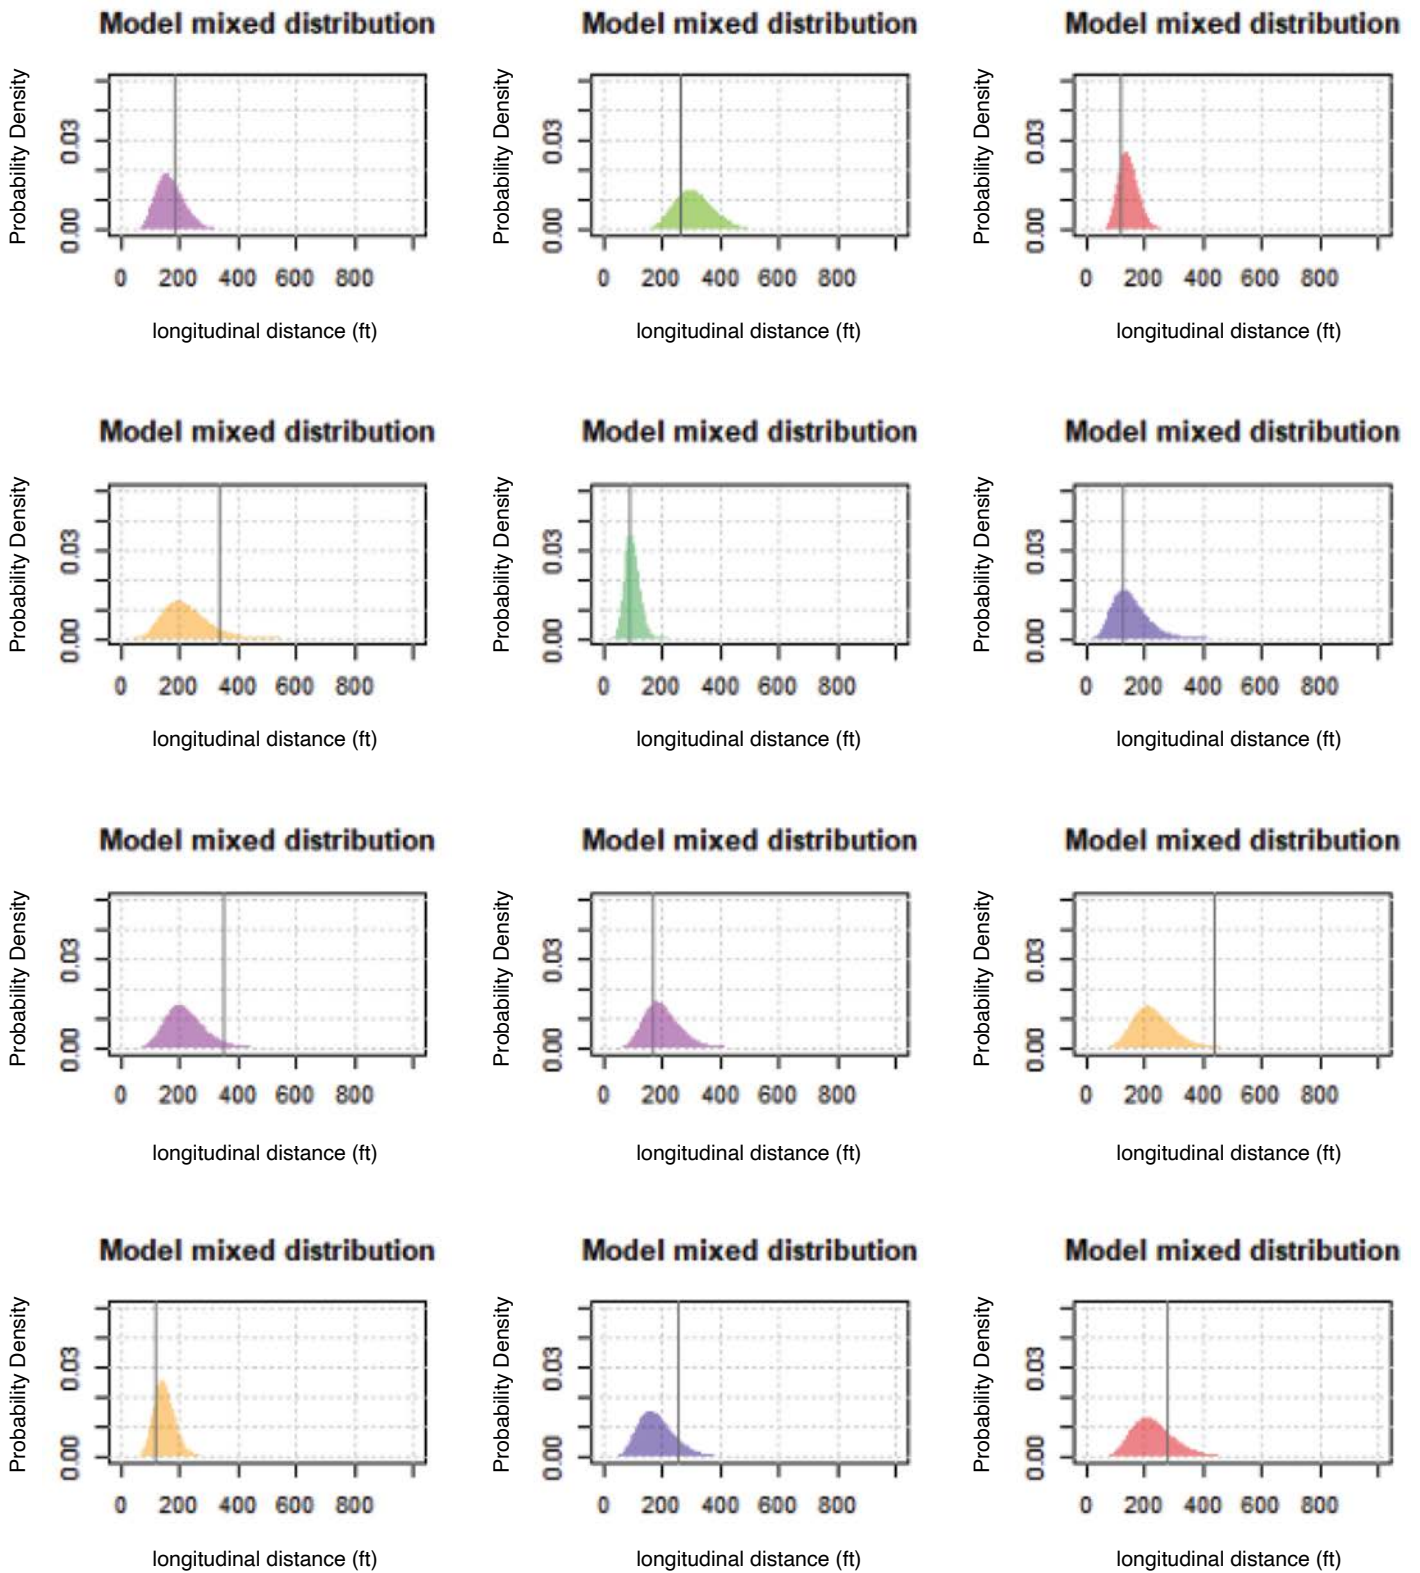 Model mixed distribution Model mixed distribution Model mixed distribution
Probability Density Probability Density Probability Density
0.03 0.03 0.03
0.00 0.00 0.00
0 200 400 600 800 0 200 400 600 800 0 200 400 600 800
longitudinal distance (ft) longitudinal distance (ft) longitudinal distance (ft)
Model mixed distribution Model mixed distribution Model mixed distribution
Probability Density Probability Density Probability Density
0.03 0.03 0.03
0.00 0.00 0.00
0 200 400 600 800 0 200 400 600 800 0 200 400 600 800
longitudinal distance (ft) longitudinal distance (ft) longitudinal distance (ft)
Model mixed distribution Model mixed distribution Model mixed distribution
Probability Density Probability Density Probability Density
0.03 0.03 0.03
0.00 0.00 0.00
0 200 400 600 800 0 200 400 600 800 0 200 400 600 800
longitudinal distance (ft) longitudinal distance (ft) longitudinal distance (ft)
Model mixed distribution Model mixed distribution Model mixed distribution
Probability Density Probability Density Probability Density
0.03 0.03 0.03
0.00 0.00 0.00
0 200 400 600 800 0 200 400 600 800 0 200 400 600 800
longitudinal distance (ft) longitudinal distance (ft) longitudinal distance (ft)